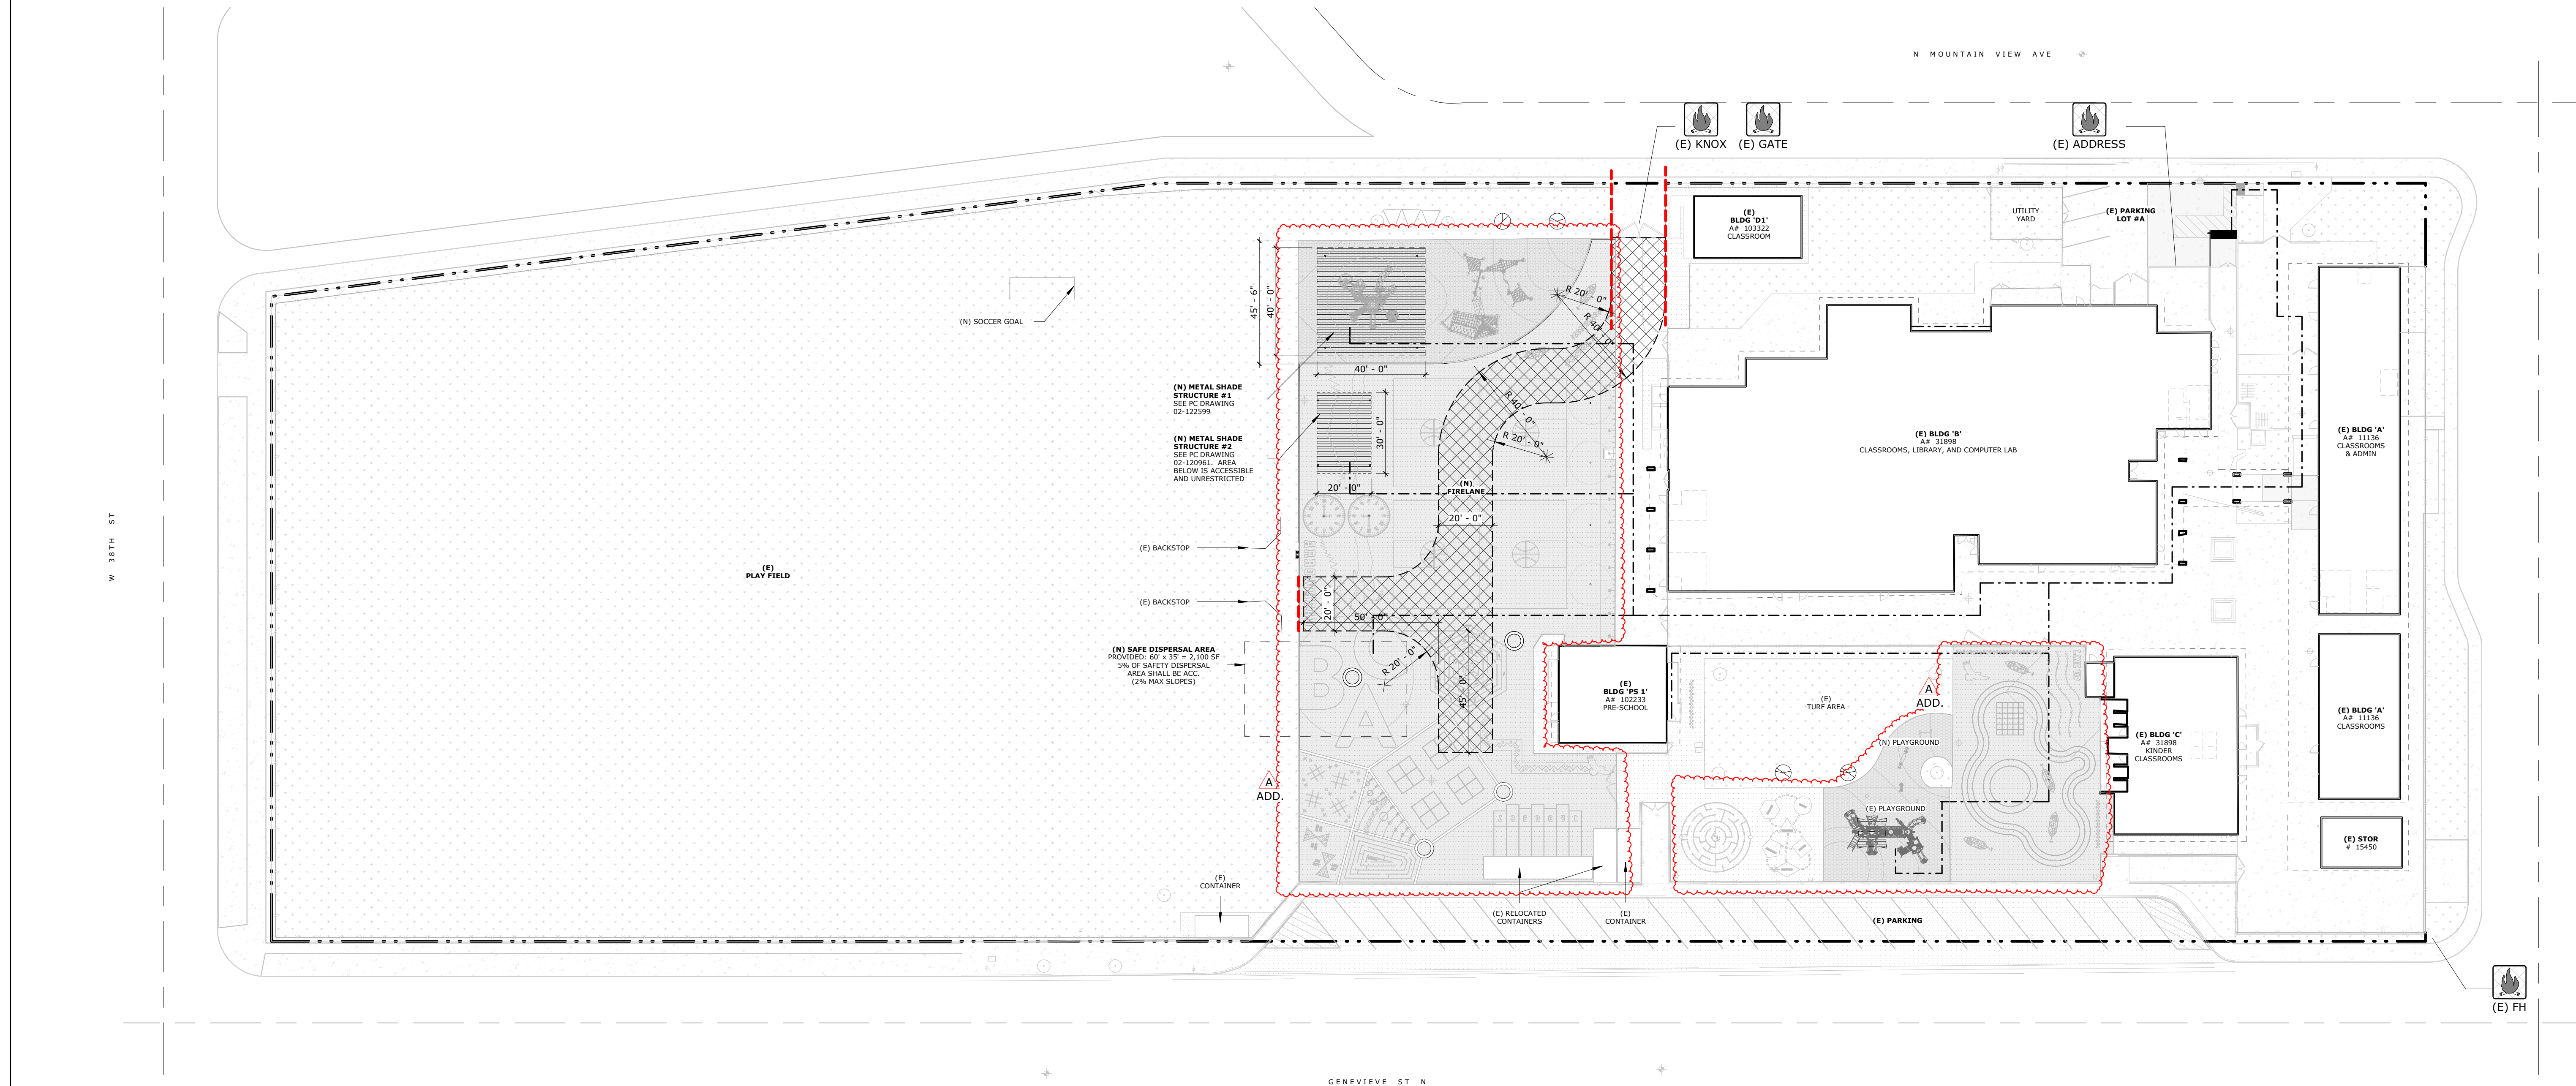 N MOUNTAIN VIEW AVE
(E) KNOX
(E) GATE
(E) ADDRESS
(E)
BLDG 'D1'
A# 103322
CLASSROOM
UTILITY
YARD
(E) PARKING
LOT #A
(N) SOCCER GOAL
45' - 6"
40' - 0"
40' - 0"
R 20' - 0"
R 40' - 0"
(N) METAL SHADE
STRUCTURE #1
SEE PC DRAWING
02-122599
(N) METAL SHADE
STRUCTURE #2
SEE PC DRAWING
02-120961. AREA
BELOW IS ACCESSIBLE
AND UNRESTRICTED
30' - 0"
20' - 0"
R 40' - 0"
R 20' - 0"
(N)
FIRELANE
20' - 0"
(E) BLDG 'B'
A# 31898
CLASSROOMS, LIBRARY, AND COMPUTER LAB
(E) BLDG 'A'
A# 11136
CLASSROOMS
& ADMIN
W 38TH ST
(E)
PLAY FIELD
(E) BACKSTOP
(E) BACKSTOP
20' - 0"
50' - 0"
R 20' - 0"
45' - 0"
(N) SAFE DISPERSAL AREA
PROVIDED: 60' x 35' = 2,100 SF
5% OF SAFETY DISPERSAL
AREA SHALL BE ACC.
(2% MAX SLOPES)
B
A
(E)
BLDG 'PS 1'
A# 102233
PRE-SCHOOL
(E)
TURF AREA
A
ADD.
(N) PLAYGROUND
(E) PLAYGROUND
(E) BLDG 'C'
A# 31898
KINDER
CLASSROOMS
(E) BLDG 'A'
A# 11136
CLASSROOMS
(E) STOR
# 15450
A
ADD.
(E)
CONTAINER
(E) RELOCATED
CONTAINERS
(E)
CONTAINER
(E) PARKING
(E) FH
GENEVIEVE ST N